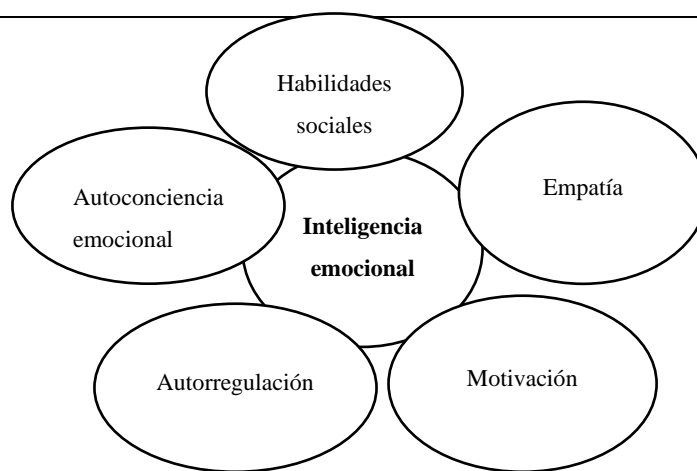 Habilidades
sociales
Empatía
Autoconciencia
emocional
Inteligencia
emocional
Autorregulación
Motivación